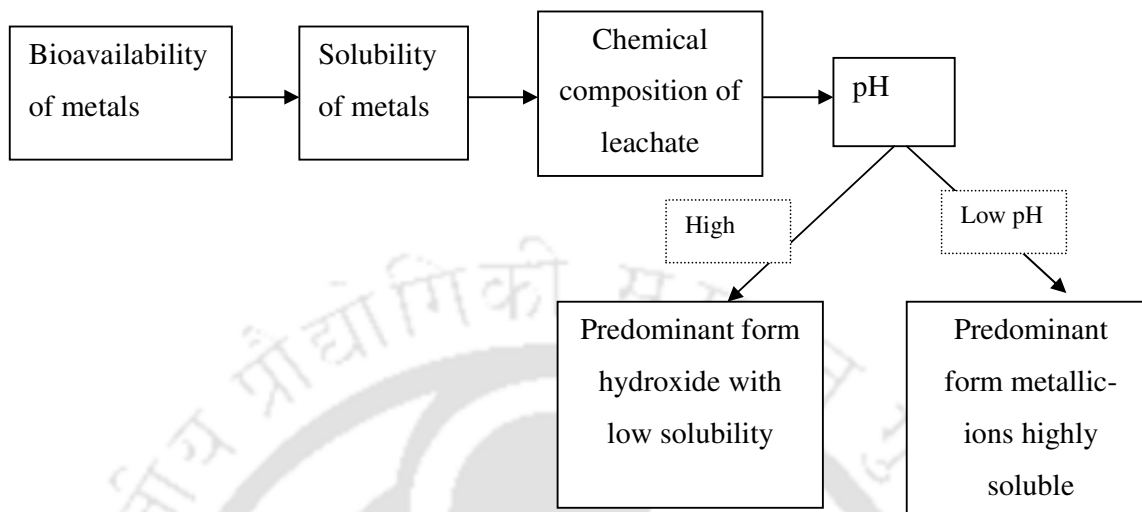 Bioavailability
of metals
Solubility
of metals
Chemical
composition of
leachate
pH
High
Low pH
Predominant form
hydroxide with
low solubility
Predominant
form metallic-
ions highly
soluble